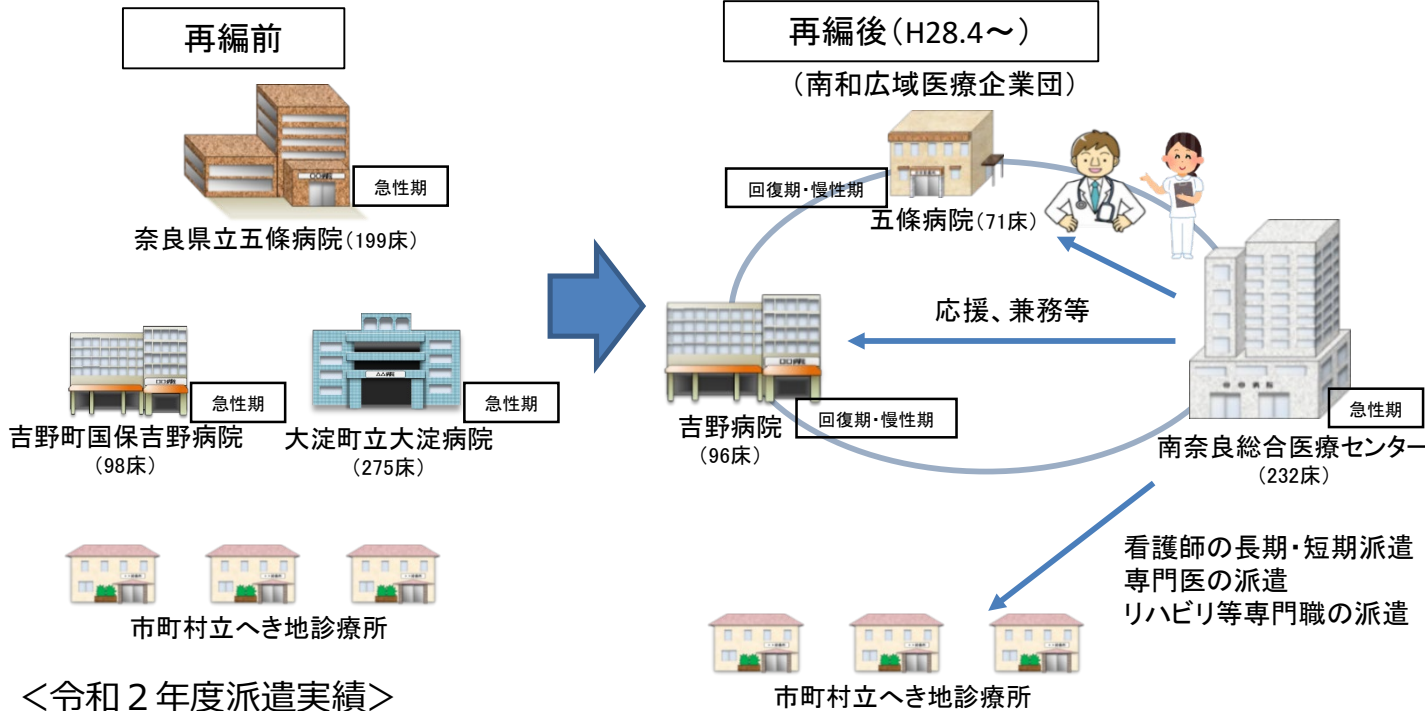 再編前
急性期
奈良県立五條病院(199床)
急性期
吉野町国保吉野病院
(98床)
急性期
大淀町立大淀病院
(275床)
市町村立へき地診療所
<令和２年度派遣実績>
再編後(H28.4~)
(南和広域医療企業団)
回復期・慢性期
五條病院(71床)
応援、兼務等
吉野病院
(96床)
回復期・慢性期
急性期
南奈良総合医療センター
(232床)
看護師の長期・短期派遣
専門医の派遣
リハビリ等専門職の派遣
市町村立へき地診療所